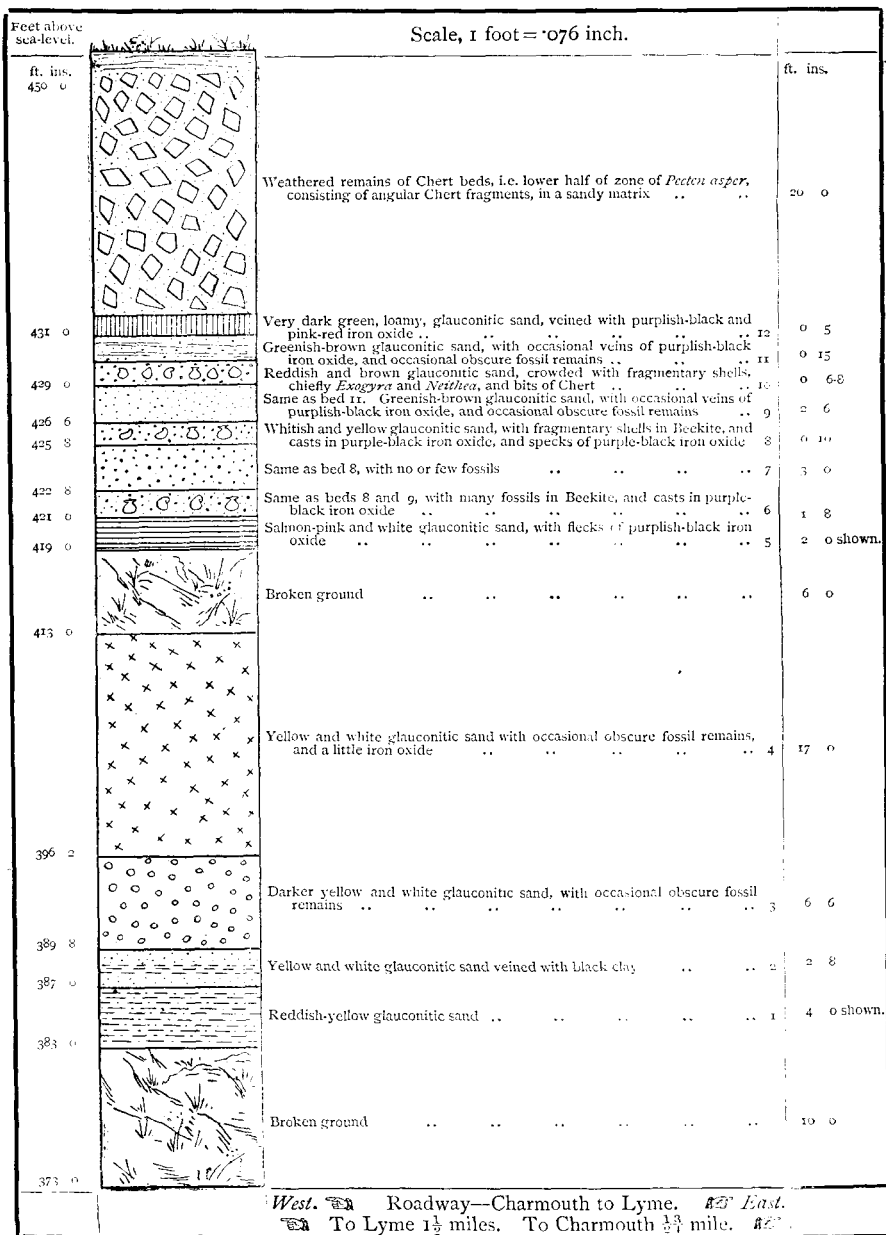 Feet above
sea-level.
Scale, 1 foot = ·076 inch.
ft. ins.
ft. ins.
450 0
Weathered remains of Chert beds, i.e. lower half of zone of Pecten asper,
consisting of angular Chert fragments, in a sandy matrix .. .. 20 0
Very dark green, loamy, glauconitic sand, veined with purplish-black and
431 0 pink-red iron oxide .. .. .. .. .. .. 12 0 5
Greenish-brown glauconitic sand, with occasional veins of purplish-black
iron oxide, and occasional obscure fossil remains .. .. .. 11 0 15
Reddish and brown glauconitic sand, crowded with fragmentary shells,
429 0 chiefly Exogyra and Neithea, and bits of Chert .. .. .. 10 0 6-8
Same as bed 11. Greenish-brown glauconitic sand, with occasional veins of
purplish-black iron oxide, and occasional obscure fossil remains .. 9 2 6
426 6
Whitish and yellow glauconitic sand, with fragmentary shells in Beekite, and
425 8 casts in purple-black iron oxide, and specks of purple-black iron oxide 8 0 10
Same as bed 8, with no or few fossils .. .. .. .. 7 3 0
422 8
Same as beds 8 and 9, with many fossils in Beekite, and casts in purple-
black iron oxide .. .. .. .. .. .. 6 1 8
421 0
Salmon-pink and white glauconitic sand, with flecks of purplish-black iron
oxide .. .. .. .. .. .. .. 5 2 0 shown.
419 0
Broken ground .. .. .. .. .. .. 6 0
413 0
Yellow and white glauconitic sand with occasional obscure fossil remains,
and a little iron oxide .. .. .. .. .. 4 17 0
396 2
Darker yellow and white glauconitic sand, with occasional obscure fossil
remains .. .. .. .. .. .. .. 3 6 6
389 8
Yellow and white glauconitic sand veined with black clay .. .. 2 2 8
387 0
Reddish-yellow glauconitic sand .. .. .. .. .. 1 4 0 shown.
383 0
Broken ground .. .. .. .. .. .. 10 0
373 0
West. ☜ Roadway—Charmouth to Lyme. ☞ East.
☜ To Lyme 1½ miles. To Charmouth mile. ☞